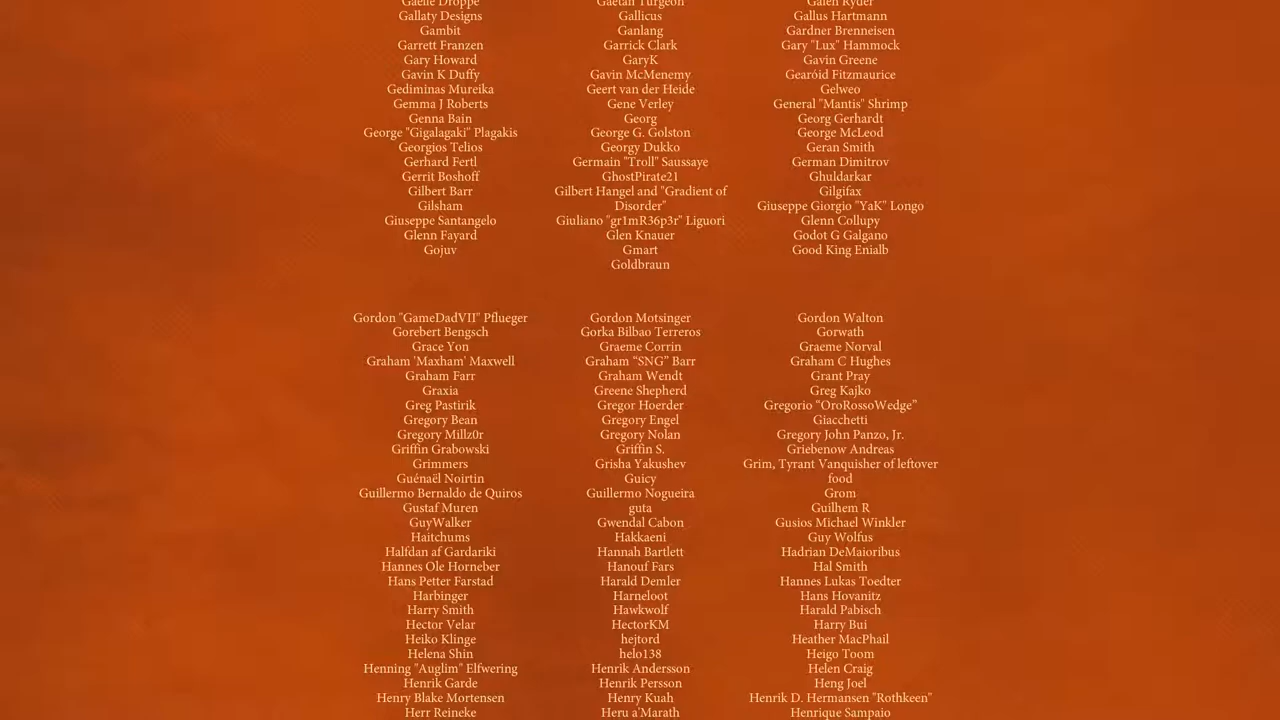 Gaëlle Droppe
Gaëtan Turgeon
Galen Ryder
Gallaty Designs
Gallicus
Gallus Hartmann
Gambit
Ganlang
Gardner Brenneisen
Garrett Franzen
Garrick Clark
Gary "Lux" Hammock
Gary Howard
GaryK
Gavin Greene
Gavin K Duffy
Gavin McMenemy
Gearóid Fitzmaurice
Gediminas Mureika
Geert van der Heide
Gelweo
Gemma J Roberts
Gene Verley
General "Mantis" Shrimp
Genna Bain
Georg
Georg Gerhardt
George "Gigalagaki" Plagakis
George G. Golston
George McLeod
Georgios Telios
Georgy Dukko
Geran Smith
Gerhard Fertl
Germain "Troll" Saussaye
German Dimitrov
Gerrit Boshoff
GhostPirate21
Ghuldarkar
Gilbert Barr
Gilbert Hangel and "Gradient of
Disorder"
Gilgifax
Gilsham
Giuseppe Giorgio "YaK" Longo
Giuseppe Santangelo
Giuliano "gr1mR36p3r" Liguori
Glenn Collupy
Glenn Fayard
Glen Knauer
Godot G Galgano
Gojuv
Gmart
Good King Enialb
Goldbraun
Gordon "GameDadVII" Pflueger
Gordon Motsinger
Gordon Walton
Gorebert Bengsch
Gorka Bilbao Terreros
Gorwath
Grace Yon
Graeme Corrin
Graeme Norval
Graham 'Maxham' Maxwell
Graham “SNG” Barr
Graham C Hughes
Graham Farr
Graham Wendt
Grant Pray
Graxia
Greene Shepherd
Greg Kajko
Greg Pastirik
Gregor Hoerder
Gregorio “OroRossoWedge”
Giacchetti
Gregory Bean
Gregory Engel
Gregory Millz0r
Gregory Nolan
Gregory John Panzo, Jr.
Griffin Grabowski
Griffin S.
Griebenow Andreas
Grimmers
Grisha Yakushev
Grim, Tyrant Vanquisher of leftover
food
Guénaël Noirtin
Guicy
Guillermo Bernaldo de Quiros
Guillermo Nogueira
Grom
Gustaf Muren
guta
Guilhem R
GuyWalker
Gwendal Cabon
Gusios Michael Winkler
Haitchums
Hakkaeni
Guy Wolfus
Halfdan af Gardariki
Hannah Bartlett
Hadrian DeMaioribus
Hannes Ole Horneber
Hanouf Fars
Hal Smith
Hans Petter Farstad
Harald Demler
Hannes Lukas Toedter
Harbinger
Harneloot
Hans Hovanitz
Harry Smith
Hawkwolf
Harald Pabisch
Hector Velar
HectorKM
Harry Bui
Heiko Klinge
hejtord
Heather MacPhail
Helena Shin
helo138
Heigo Toom
Henning "Auglim" Elfwering
Henrik Andersson
Helen Craig
Henrik Garde
Henrik Persson
Heng Joel
Henry Blake Mortensen
Henry Kuah
Henrik D. Hermansen "Rothkeen"
Herr Reineke
Heru a'Marath
Henrique Sampaio